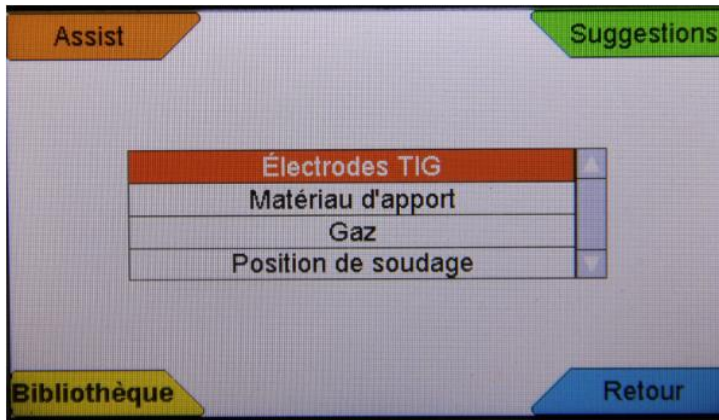 Assist
Suggestions
Électrodes TIG
Matériau d'apport
Gaz
Position de soudage
Bibliothèque
Retour